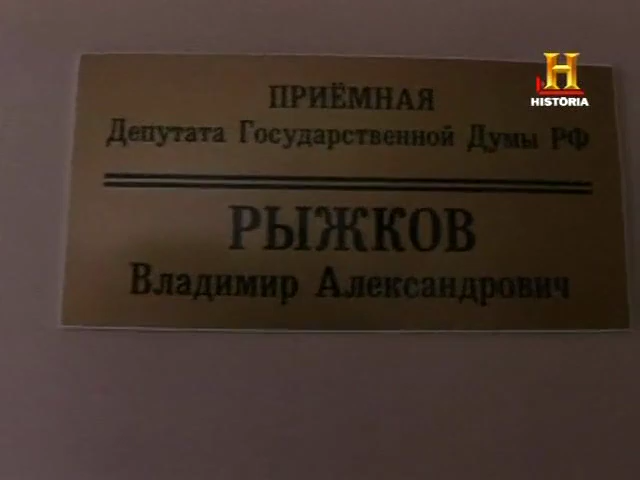 H
HISTORIA
ПРИЁМНАЯ
Депутата Государственной Думы РФ
РЫЖКОВ
Владимир Александрович